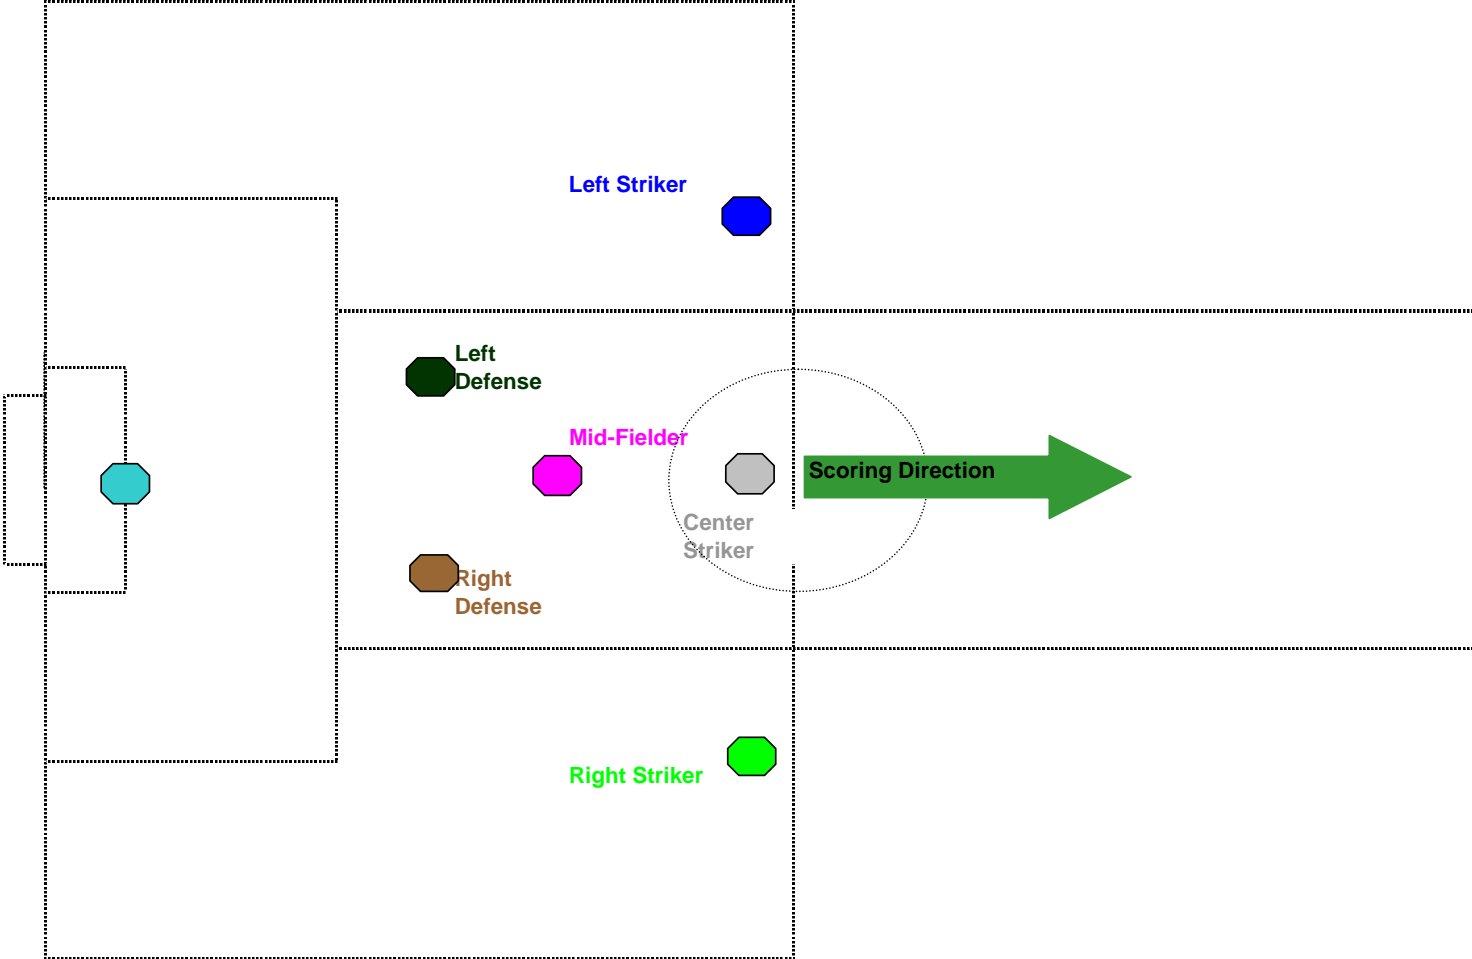 Left Striker
Left
Defense
Mid-Fielder
Scoring Direction
Center
Striker
Right
Defense
Right Striker